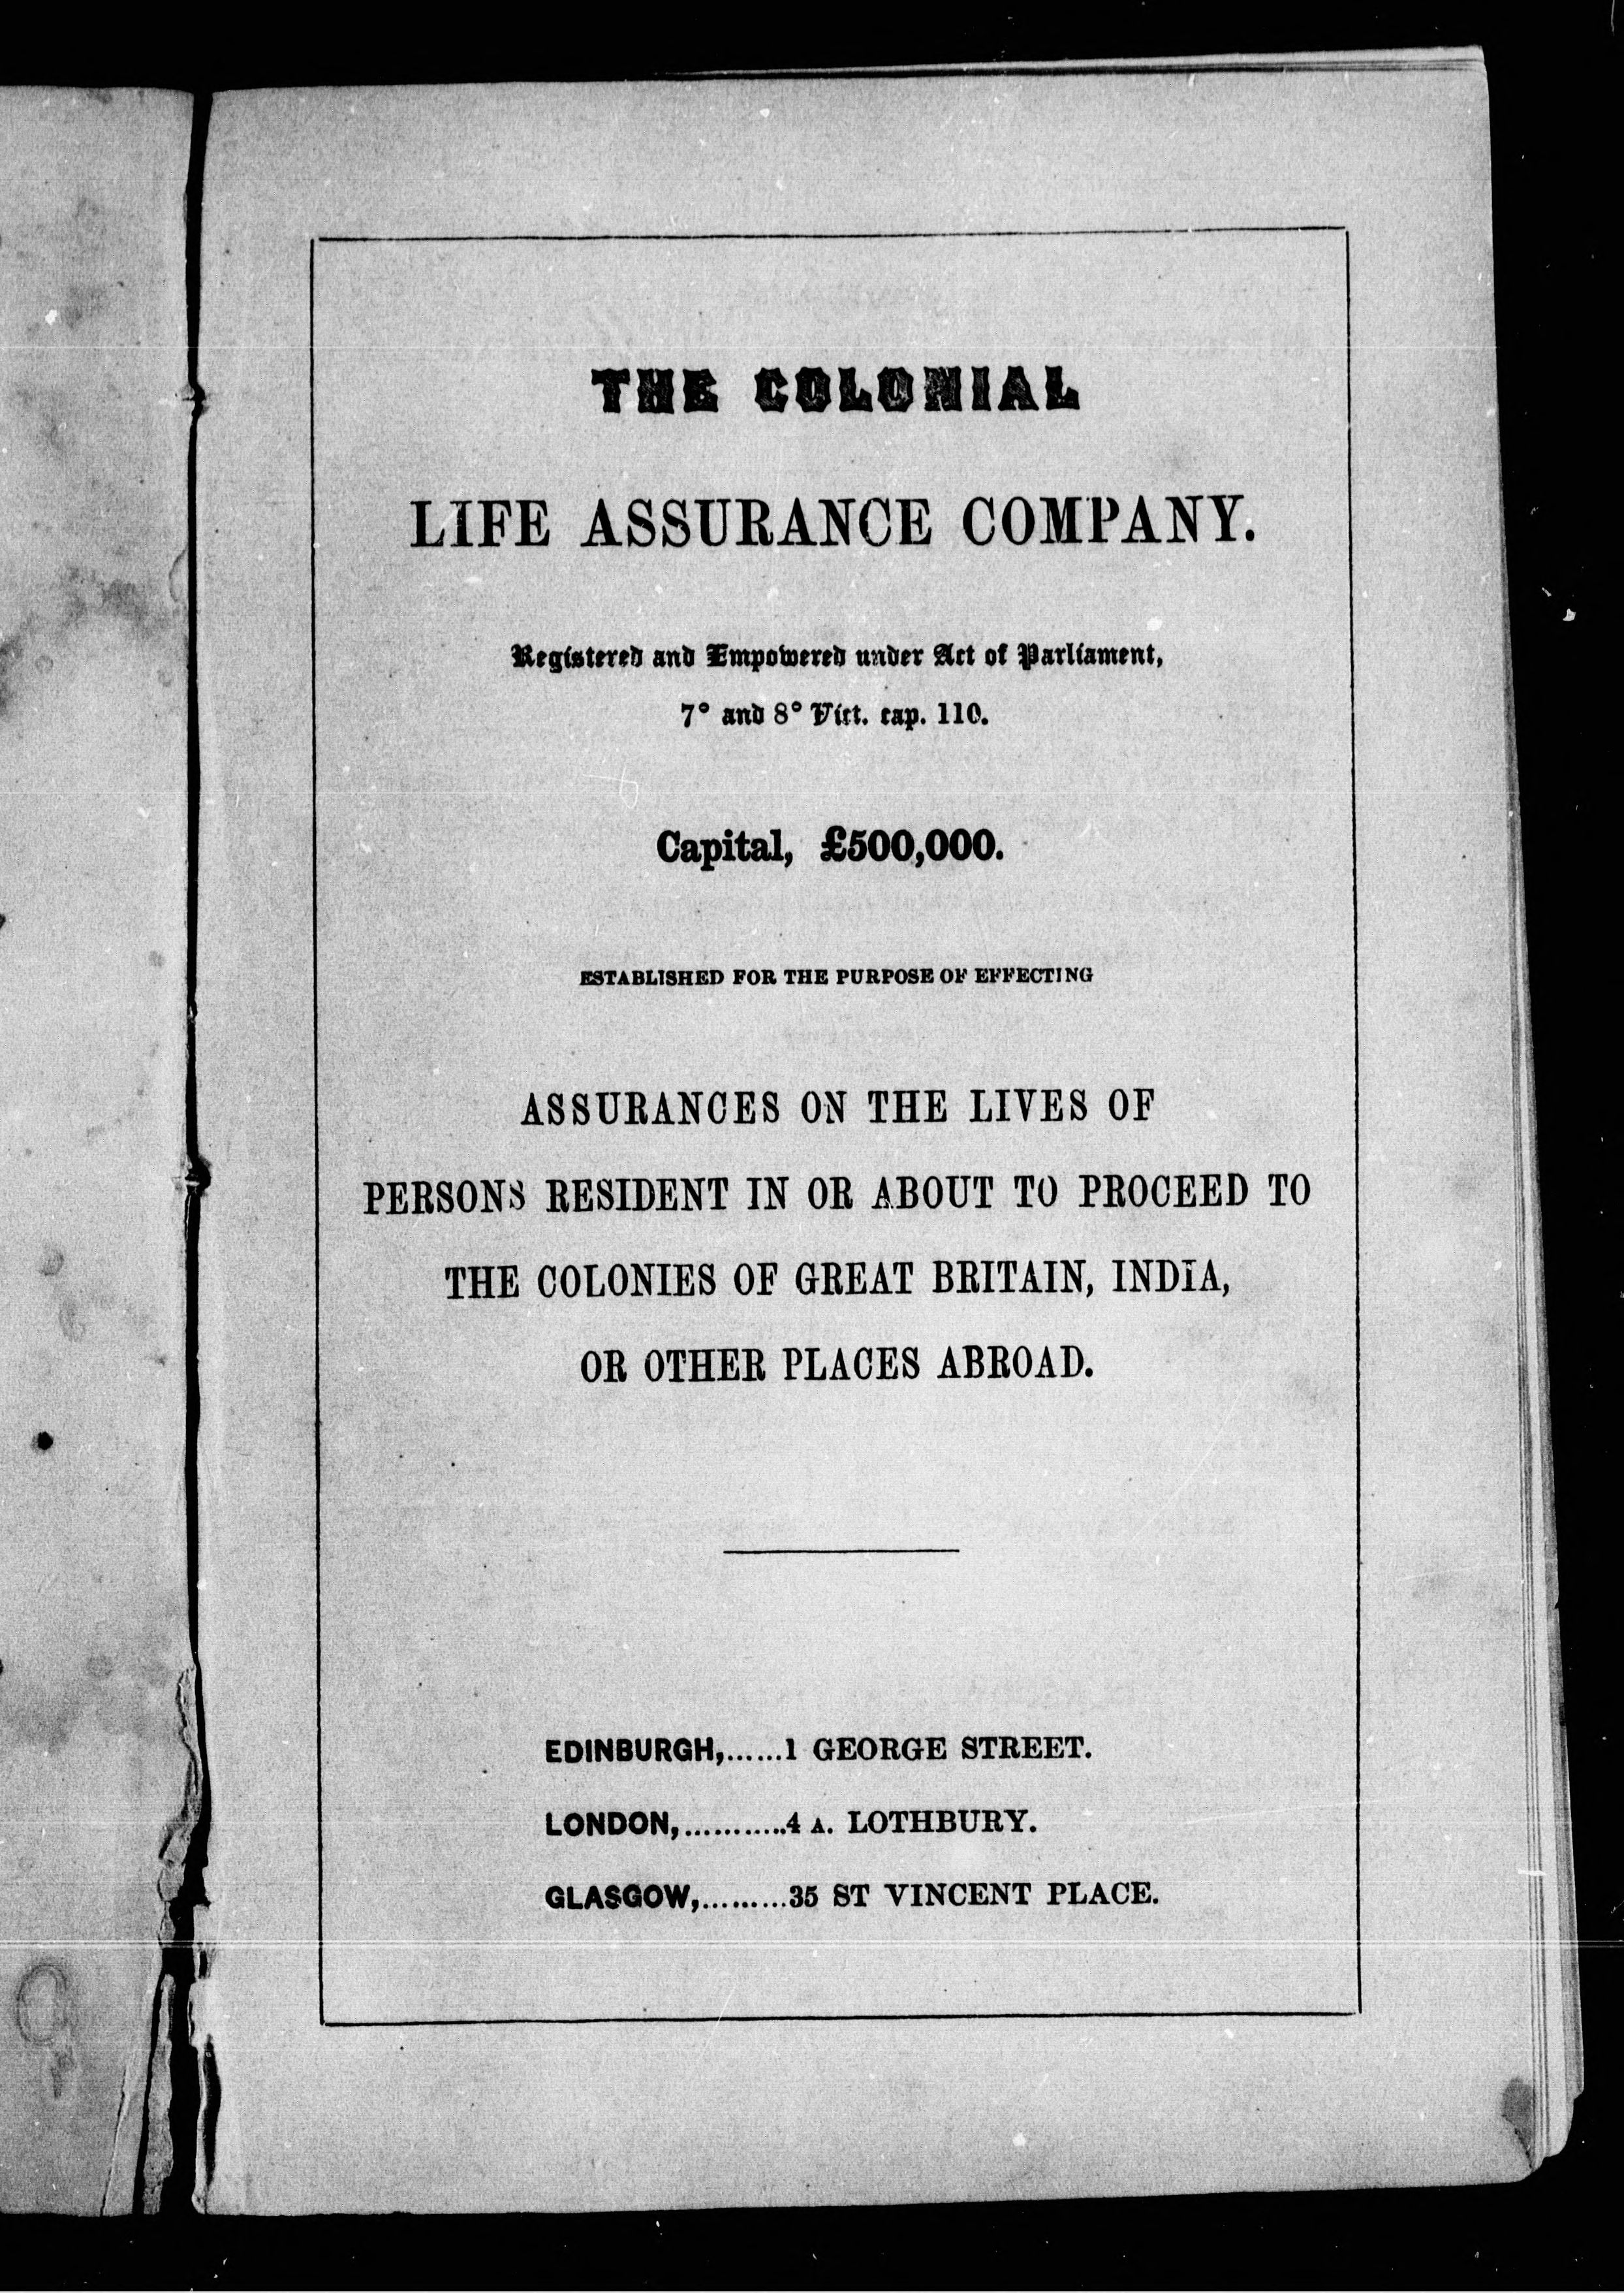 THE COLONIAL
LIFE ASSURANCE COMPANY.
Registered and Empowered under Act of Parliament,
7° and 8° Vict. cap. 110.
Capital, £500,000.
ESTABLISHED FOR THE PURPOSE OF EFFECTING
ASSURANCES ON THE LIVES OF
PERSONS RESIDENT IN OR ABOUT TO PROCEED TO
THE COLONIES OF GREAT BRITAIN, INDIA,
OR OTHER PLACES ABROAD.
EDINBURGH,......1 GEORGE STREET.
LONDON,...........4 A. LOTHBURY.
GLASGOW,.........35 ST VINCENT PLACE.